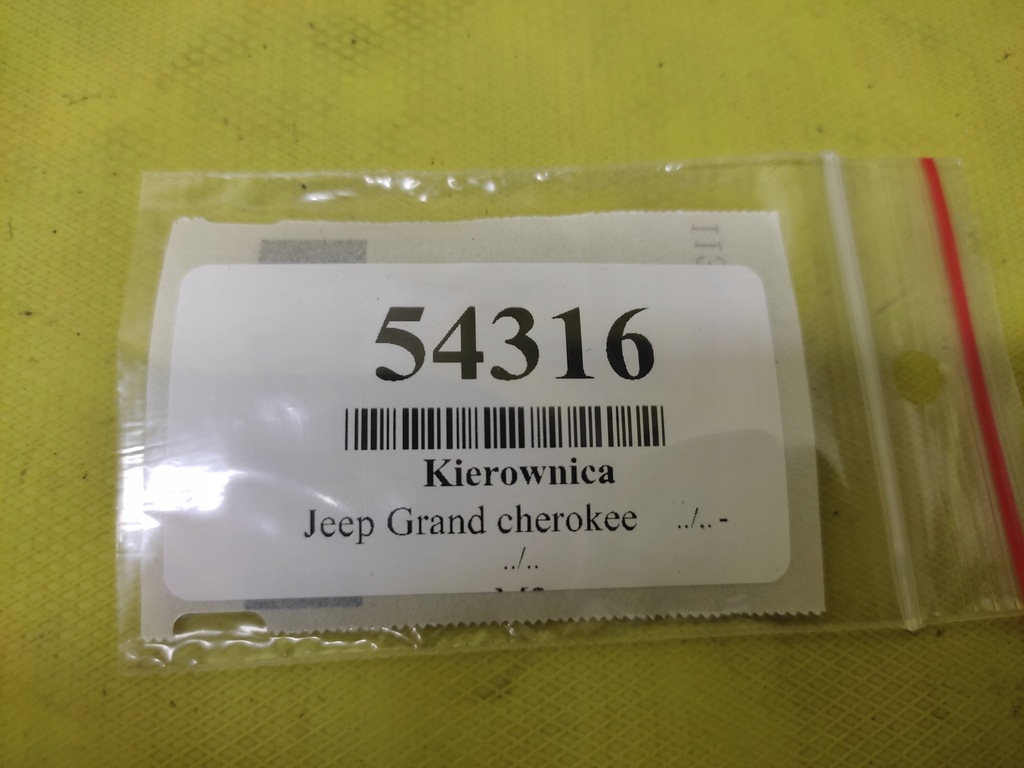 54316
Kierownica
Jeep Grand cherokee ../.. -
../..